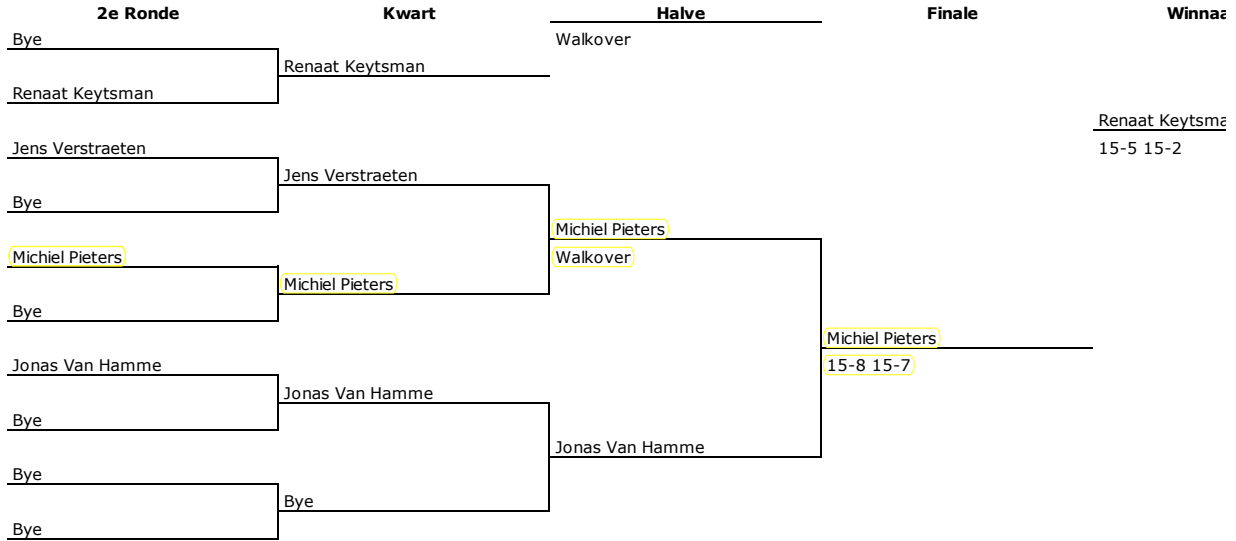 2e Ronde Kwart Halve Finale Winnaa
Bye Walkover
Renaat Keytsman
Renaat Keytsman
Renaat Keytsma
Jens Verstraeten 15-5 15-2
Jens Verstraeten
Bye
Michiel Pieters
Michiel Pieters Walkover
Michiel Pieters
Bye
Michiel Pieters
Jonas Van Hamme 15-8 15-7
Jonas Van Hamme
Bye
Jonas Van Hamme
Bye
Bye
Bye